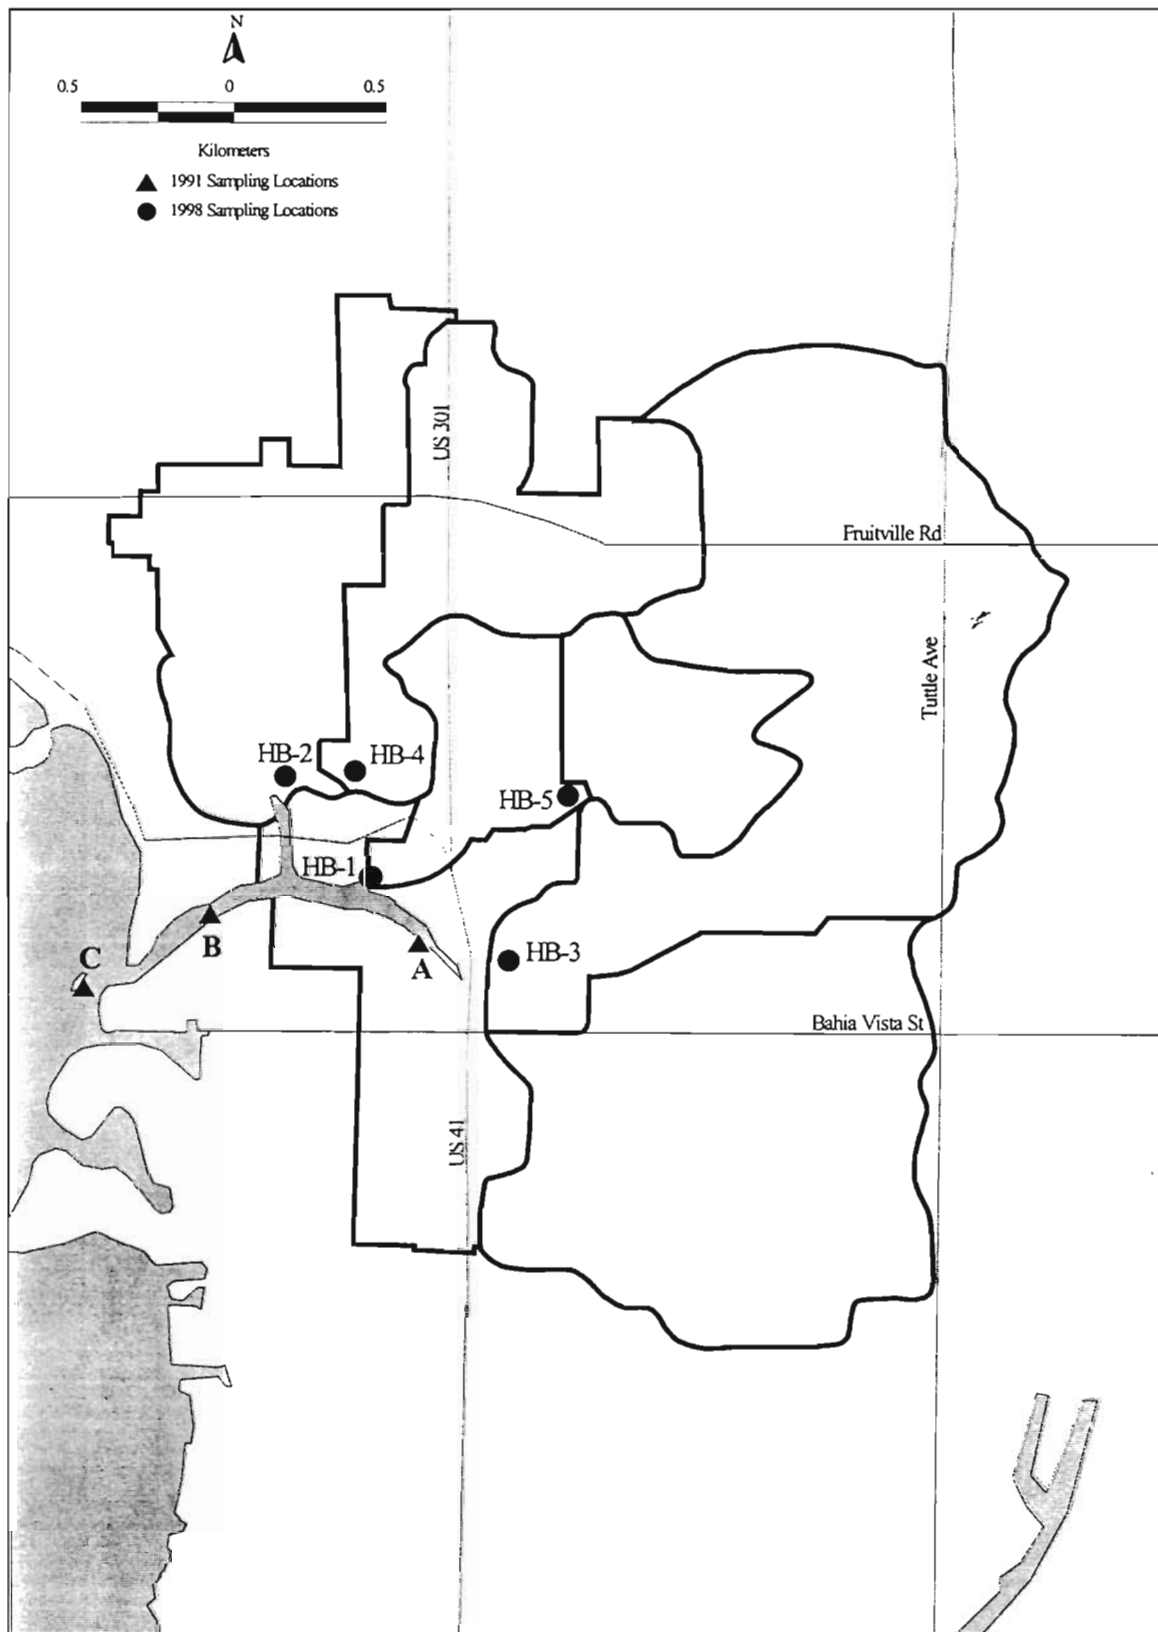 N
0.5 0 0.5
Kilometers
1991 Sampling Locations
1998 Sampling Locations
US 301
Fruitville Rd
Tuttle Ave
HB-2
HB-4
HB-5
HB-1
B
A
HB-3
C
Bahia Vista St
US 41